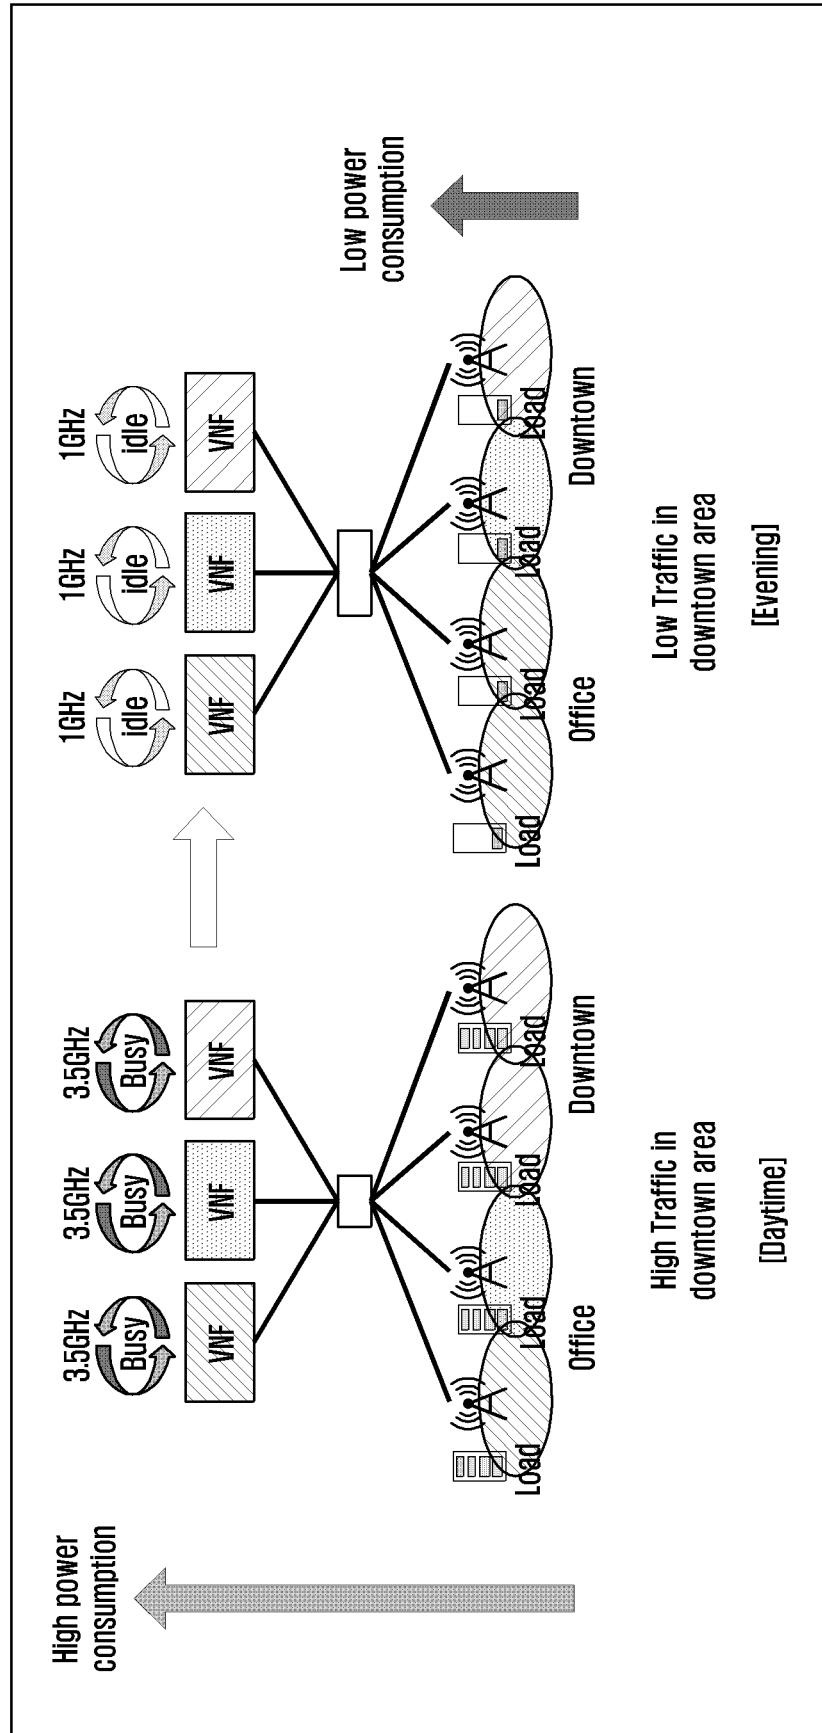 High power
consumption
3.5GHz
Busy
VNF
3.5GHz
Busy
VNF
3.5GHz
Busy
VNF
Load
Load
Load
Load
Office
Downtown
High Traffic in
downtown area
[Daytime]
1GHz
idle
VNF
1GHz
idle
VNF
1GHz
idle
VNF
Load
Load
Load
Load
Office
Downtown
Low Traffic in
downtown area
[Evening]
Low power
consumption